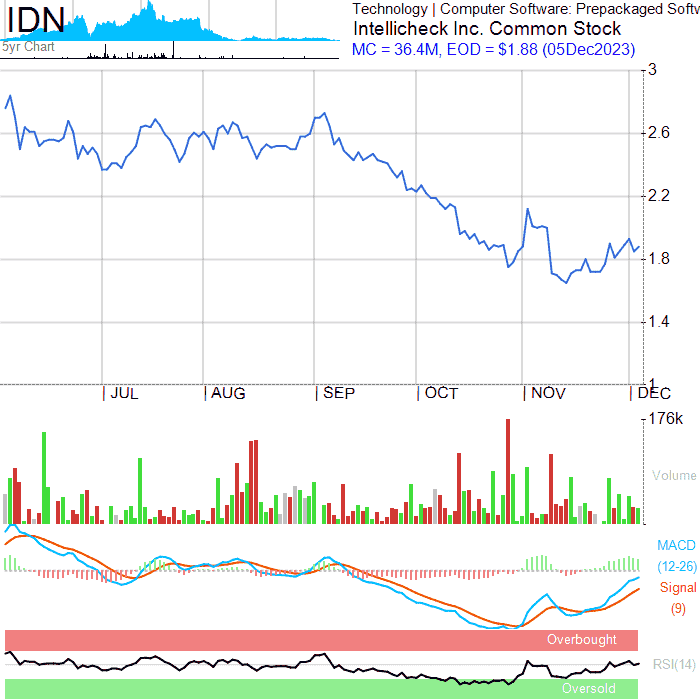 IDN
Technology | Computer Software: Prepackaged Softw
Intellicheck Inc. Common Stock
5yr Chart
MC = 36.4M, EOD = $1.88 (05Dec2023)
3
2.6
2.2
1.8
1.4
1
JUL AUG SEP OCT NOV DEC
176k
Volume
MACD
(12-26)
Signal
(9)
Overbought
RSI(14)
Oversold